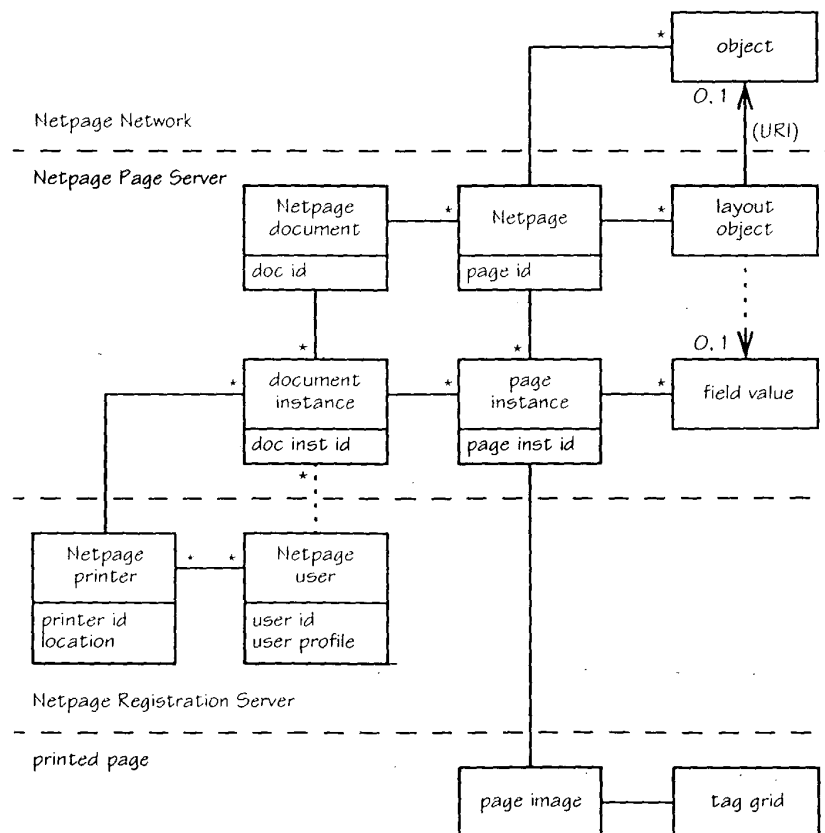 *
object
0.1
(URI)
Netpage Network
Netpage Page Server
Netpage
document
*
Netpage
*
layout
object
doc id
page id
*
*
0.1
*
document
instance
*
page
instance
*
field value
doc inst id
page inst id
*
Netpage
printer
*
*
Netpage
user
printer id
location
user id
user profile
Netpage Registration Server
printed page
page image
tag grid